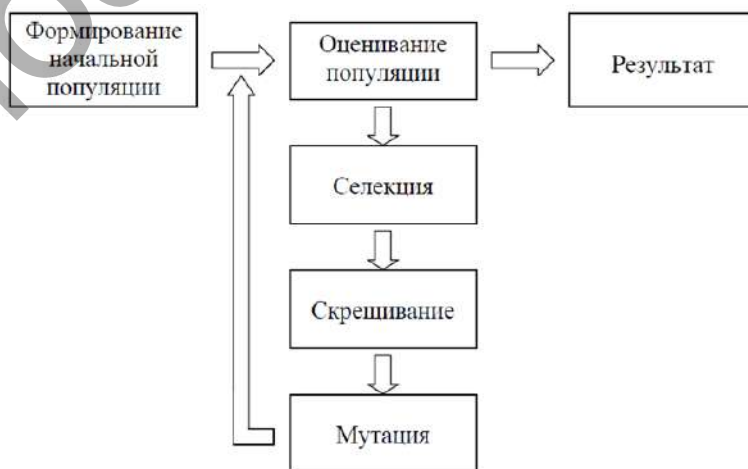 Формирование
начальной
популяции
Оценивание
популяции
Результат
Селекция
Скрещивание
Мутация